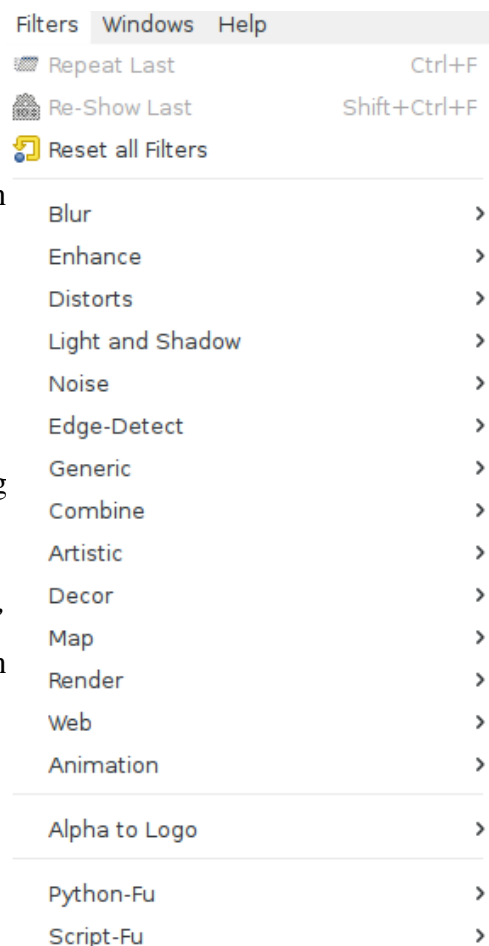 Filters Windows Help
Repeat Last Ctrl+F
Re-Show Last Shift+Ctrl+F
Reset all Filters
Blur
Enhance
Distorts
Light and Shadow
Noise
Edge-Detect
Generic
Combine
Artistic
Decor
Map
Render
Web
Animation
Alpha to Logo
Python-Fu
Script-Fu